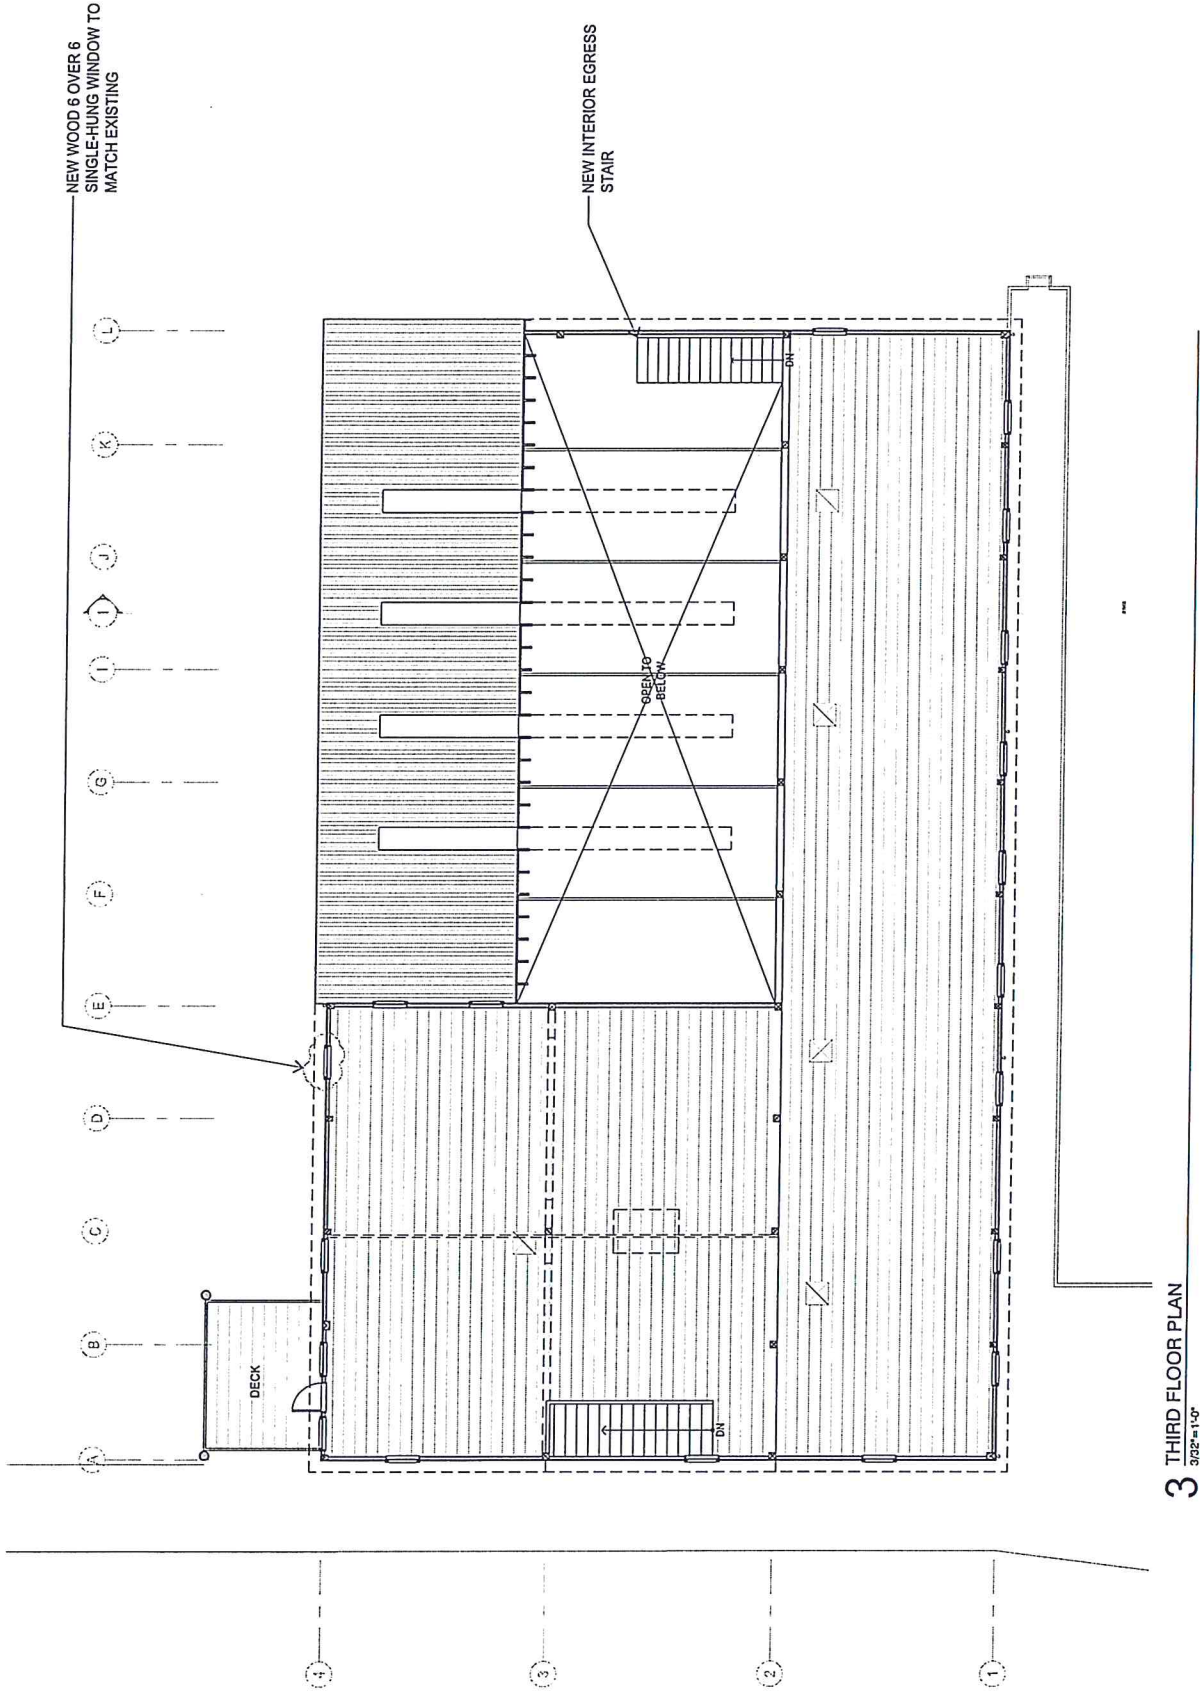 NEW WOOD 6 OVER 6
SINGLE-HUNG WINDOW TO
MATCH EXISTING
NEW INTERIOR EGRESS
STAIR
A
B
C
D
E
F
G
I
1
J
K
L
4
3
2
1
DECK
DN
OPEN TO
BELOW
DN
3 THIRD FLOOR PLAN
3/32"=1'-0"